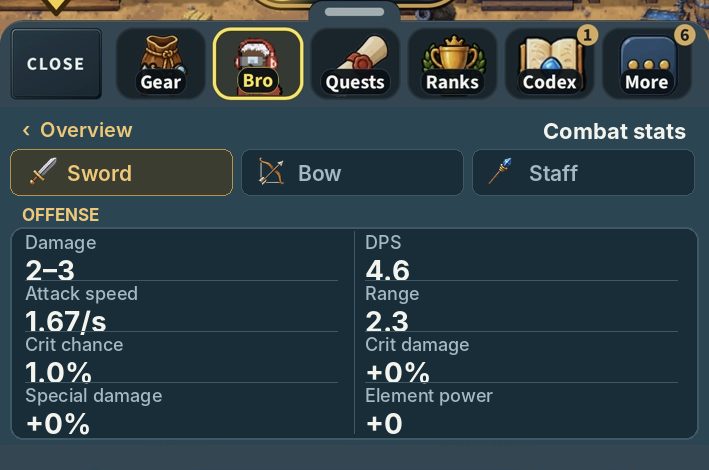 CLOSE
Gear
Bro
Quests
Ranks
1
Codex
6
More
‹ Overview
Combat stats
Sword
Bow
Staff
OFFENSE
Damage
2–3
DPS
4.6
Attack speed
1.67/s
Range
2.3
Crit chance
1.0%
Crit damage
+0%
Special damage
+0%
Element power
+0